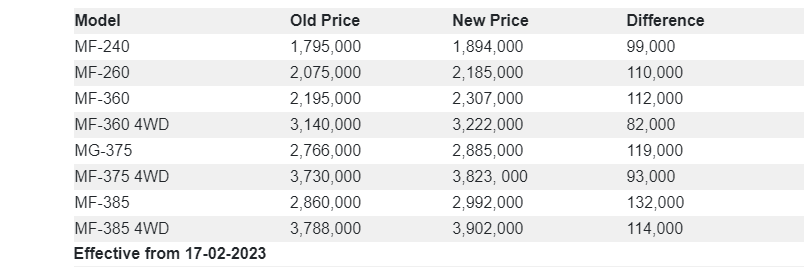 Model Old Price New Price Difference
MF-240 1,795,000 1,894,000 99,000
MF-260 2,075,000 2,185,000 110,000
MF-360 2,195,000 2,307,000 112,000
MF-360 4WD 3,140,000 3,222,000 82,000
MG-375 2,766,000 2,885,000 119,000
MF-375 4WD 3,730,000 3,823, 000 93,000
MF-385 2,860,000 2,992,000 132,000
MF-385 4WD 3,788,000 3,902,000 114,000
Effective from 17-02-2023